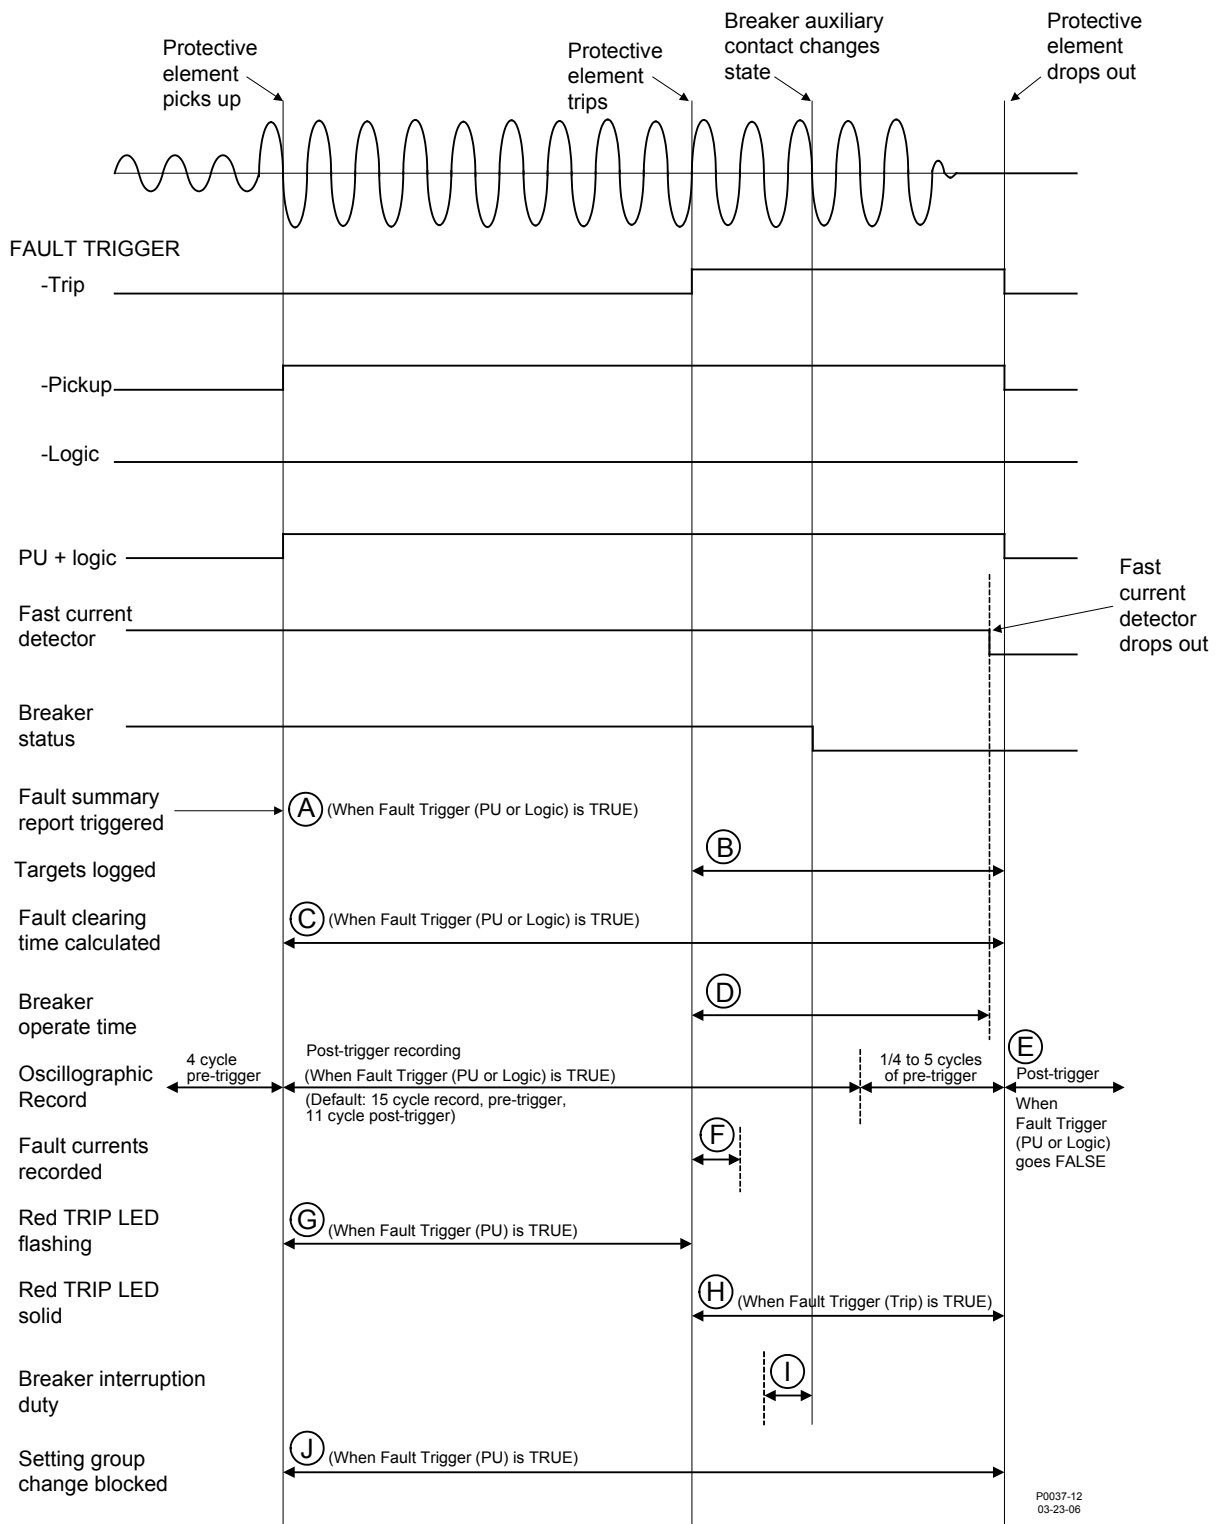 Protective
element
picks up
Protective
element
trips
Breaker auxiliary
contact changes
state
Protective
element
drops out
FAULT TRIGGER
-Trip
-Pickup
-Logic
PU + logic
Fast current
detector
Fast
current
detector
drops out
Breaker
status
Fault summary
report triggered
A (When Fault Trigger (PU or Logic) is TRUE)
Targets logged
B
Fault clearing
time calculated
C (When Fault Trigger (PU or Logic) is TRUE)
Breaker
operate time
D
Oscillographic
Record
4 cycle
pre-trigger
Post-trigger recording
(When Fault Trigger (PU or Logic) is TRUE)
(Default: 15 cycle record, pre-trigger,
11 cycle post-trigger)
1/4 to 5 cycles
of pre-trigger
E
Post-trigger
When
Fault Trigger
(PU or Logic)
goes FALSE
Fault currents
recorded
F
Red TRIP LED
flashing
G (When Fault Trigger (PU) is TRUE)
Red TRIP LED
solid
H (When Fault Trigger (Trip) is TRUE)
Breaker interruption
duty
I
Setting group
change blocked
J (When Fault Trigger (PU) is TRUE)
P0037-12
03-23-06